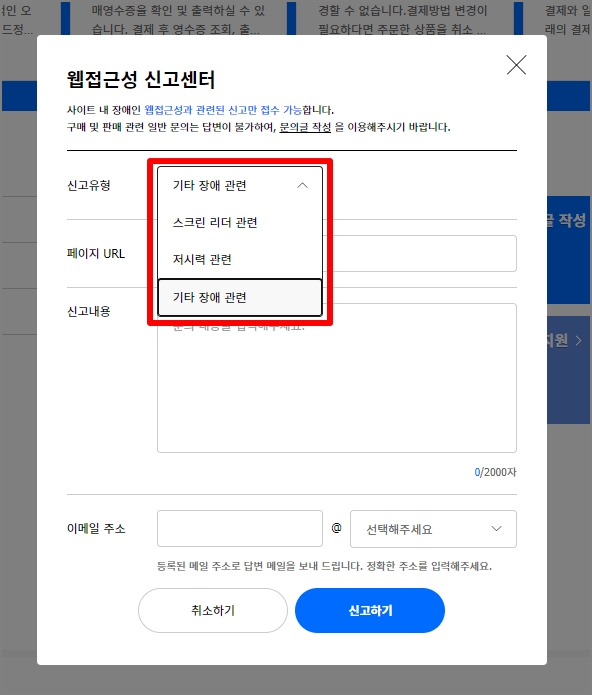 인 오
매영수증을 확인 및 출력하실 수 있
경할 수 없습니다.결제방법 변경이
결제와 일
드정...
습니다. 결제 후 영수증 조회, 출...
필요하다면 주문한 상품을 취소 ...
래의 결제
웹접근성 신고센터
사이트 내 장애인 웹접근성과 관련된 신고만 접수 가능합니다.
구매 및 판매 관련 일반 문의는 답변이 불가하여, 문의글 작성 을 이용해주시기 바랍니다.
신고유형
기타 장애 관련
스크린 리더 관련
저시력 관련
기타 장애 관련
페이지 URL
글 작성
신고내용
지원
0/2000자
이메일 주소
@
선택해주세요
등록된 메일 주소로 답변 메일을 보내 드립니다. 정확한 주소를 입력해주세요.
취소하기
신고하기